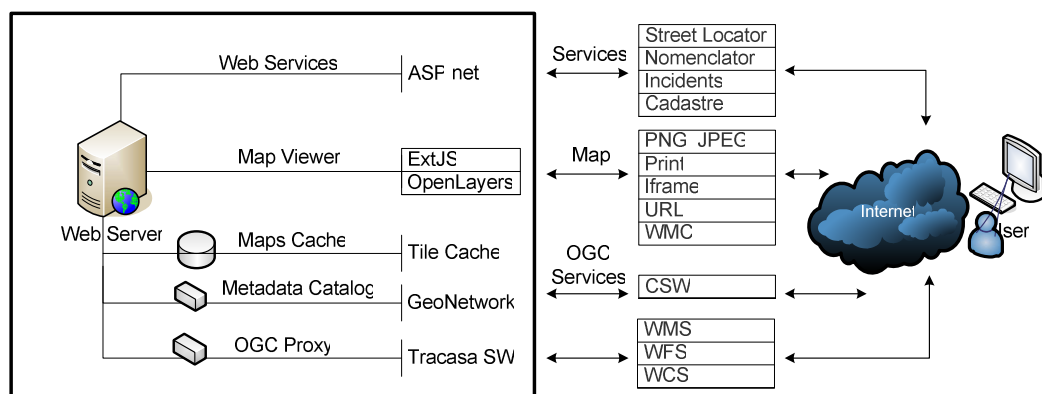 Web Services
ASP.net
Services
Street Locator
Nomenclator
Incidents
Cadastre
Map Viewer
ExtJS
OpenLayers
Map
PNG JPEG
Print
Iframe
URL
WMC
Internet
User
Web Server
Maps Cache
Tile Cache
OGC
Services
Metadata Catalog
GeoNetwork
CSW
OGC Proxy
Tracasa SW
WMS
WFS
WCS